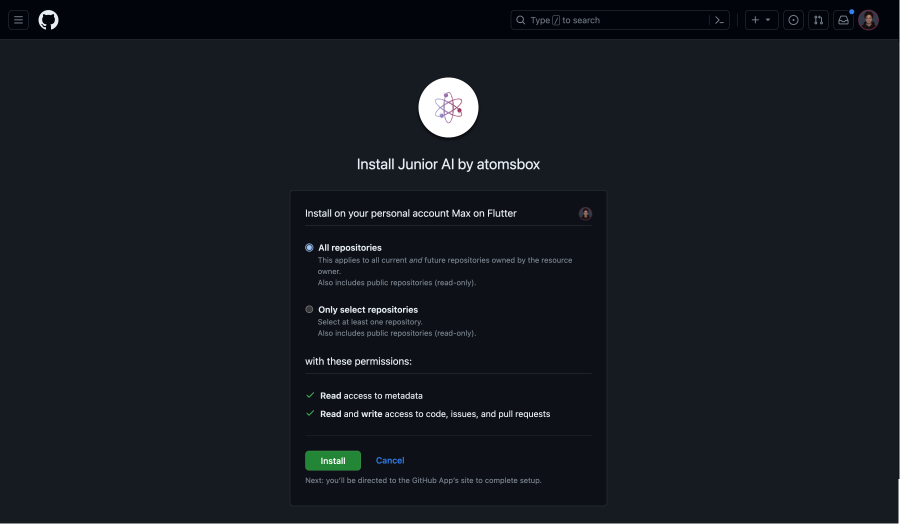 Type / to search
Install Junior AI by atomsbox
Install on your personal account Max on Flutter
All repositories
This applies to all current and future repositories owned by the resource
owner.
Also includes public repositories (read-only).
Only select repositories
Select at least one repository.
Also includes public repositories (read-only).
with these permissions:
Read access to metadata
Read and write access to code, issues, and pull requests
Install Cancel
Next: you'll be directed to the GitHub App's site to complete setup.